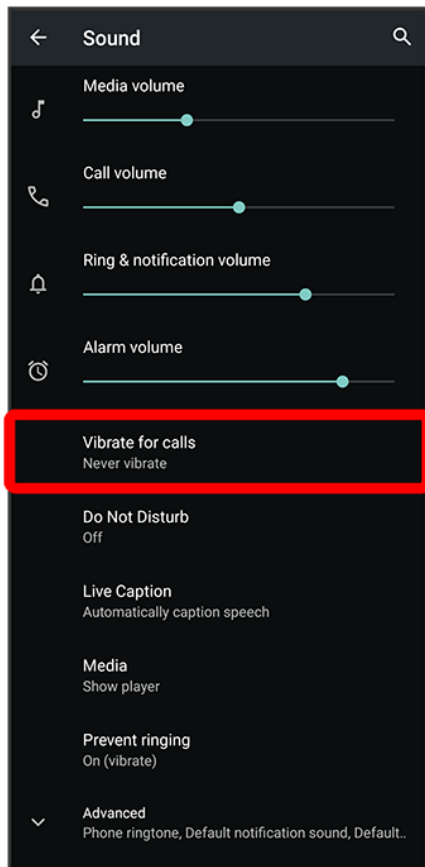 Sound
Media volume
Call volume
Ring & notification volume
Alarm volume
Vibrate for calls
Never vibrate
Do Not Disturb
Off
Live Caption
Automatically caption speech
Media
Show player
Prevent ringing
On (vibrate)
Advanced
Phone ringtone, Default notification sound, Default..